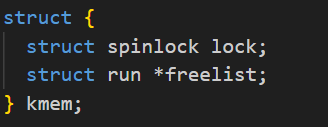 struct {
  struct spinlock lock;
  struct run *freelist;
} kmem;